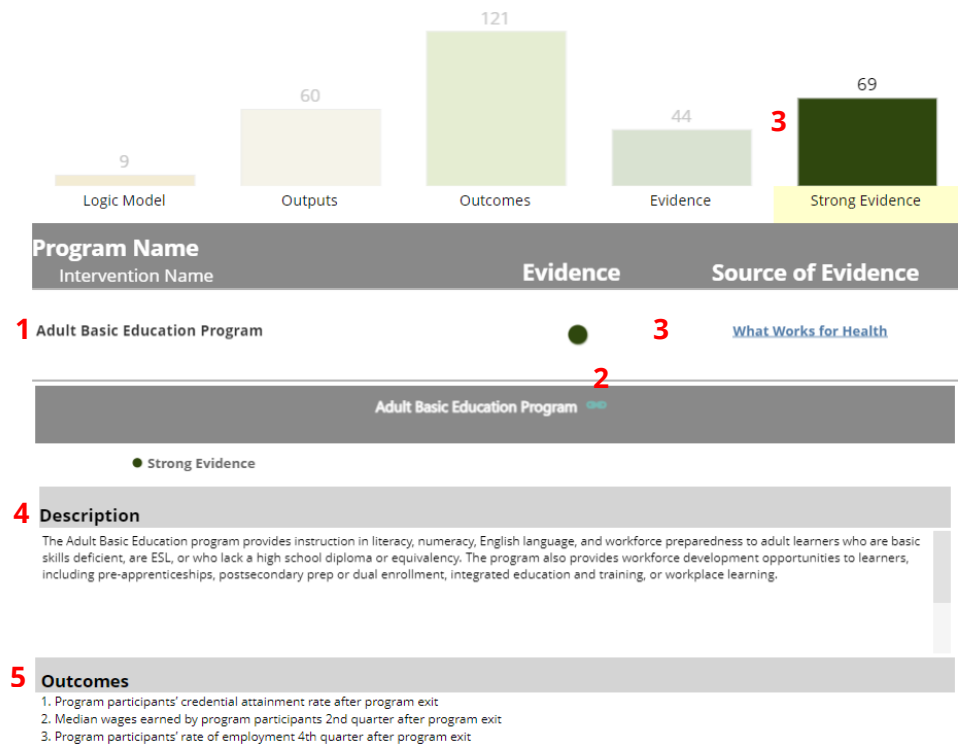 121
69
60
44
3
9
Logic Model Outputs Outcomes Evidence Strong Evidence
Program Name
Intervention Name Evidence Source of Evidence
1 Adult Basic Education Program 3 What Works for Health
2
Adult Basic Education Program
Strong Evidence
4 Description
The Adult Basic Education program provides instruction in literacy, numeracy, English language, and workforce preparedness to adult learners who are basic
skills deficient, are ESL, or who lack a high school diploma or equivalency. The program also provides workforce development opportunities to learners,
including pre-apprenticeships, postsecondary prep or dual enrollment, integrated education and training, or workplace learning.
5 Outcomes
1. Program participants' credential attainment rate after program exit
2. Median wages earned by program participants 2nd quarter after program exit
3. Program participants' rate of employment 4th quarter after program exit